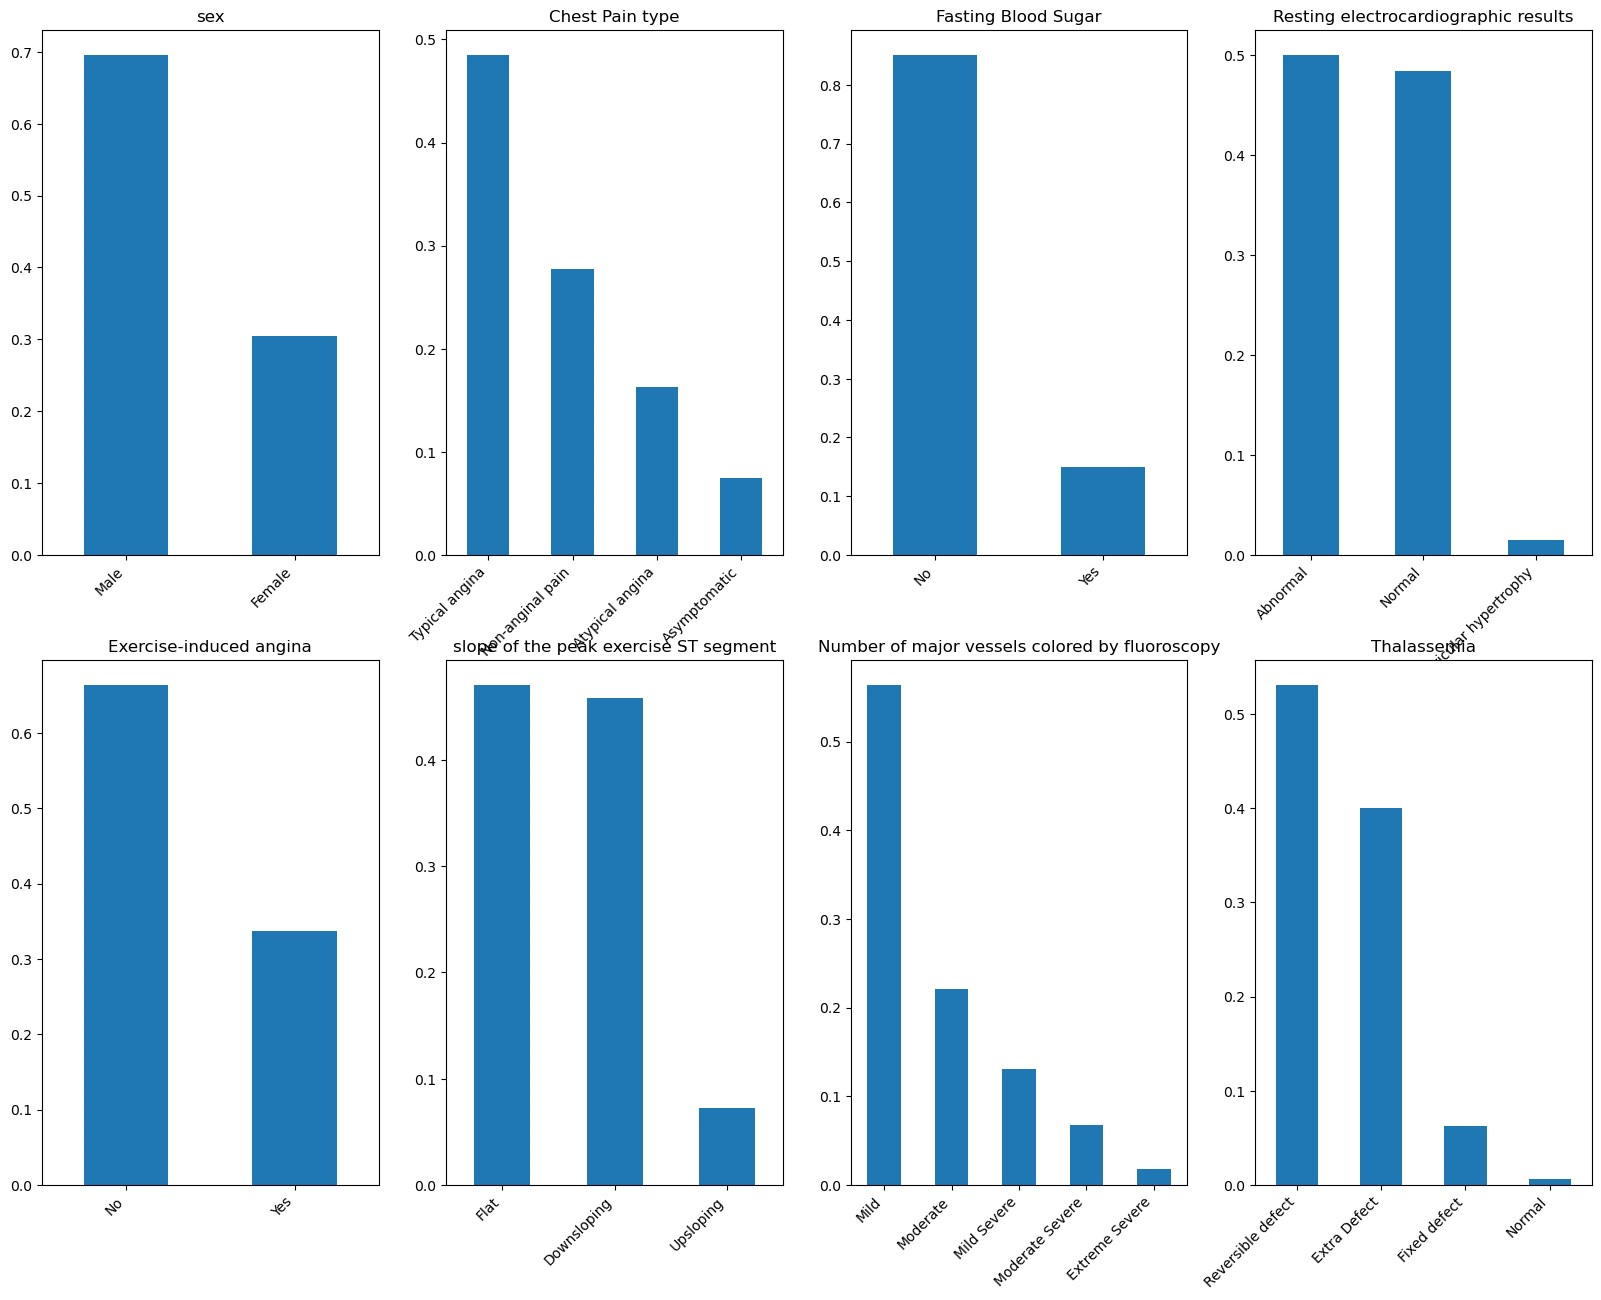 sex
0.7
0.6
0.5
0.4
0.3
0.2
0.1
0.0
Male
Female
Chest Pain type
0.5
0.4
0.3
0.2
0.1
0.0
Typical angina
Non-anginal pain
Atypical angina
Asymptomatic
Fasting Blood Sugar
0.8
0.7
0.6
0.5
0.4
0.3
0.2
0.1
0.0
No
Yes
Resting electrocardiographic results
0.5
0.4
0.3
0.2
0.1
0.0
Abnormal
Normal
hypertrophy
Exercise-induced angina
0.6
0.5
0.4
0.3
0.2
0.1
0.0
No
Yes
slope of the peak exercise ST segment
0.4
0.3
0.2
0.1
0.0
Flat
Downsloping
Upsloping
Number of major vessels colored by fluoroscopy
0.5
0.4
0.3
0.2
0.1
0.0
Mild
Moderate
Mild Severe
Moderate Severe
Extreme Severe
Thalassemia
0.5
0.4
0.3
0.2
0.1
0.0
Reversible defect
Extra Defect
Fixed defect
Normal